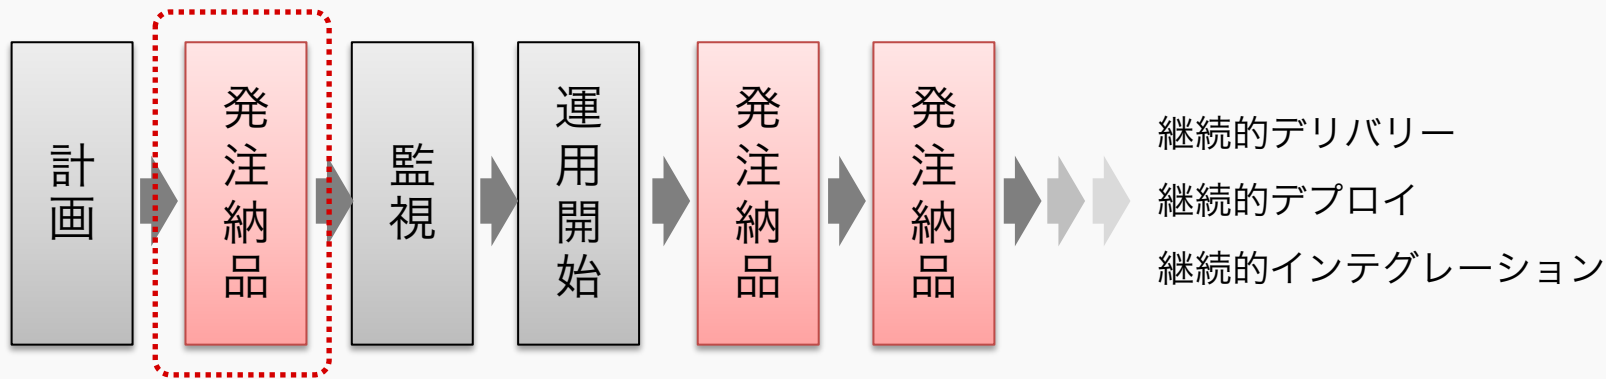 計画
発注納品
監視
運用開始
発注納品
発注納品
継続的デリバリー
継続的デプロイ
継続的インテグレーション